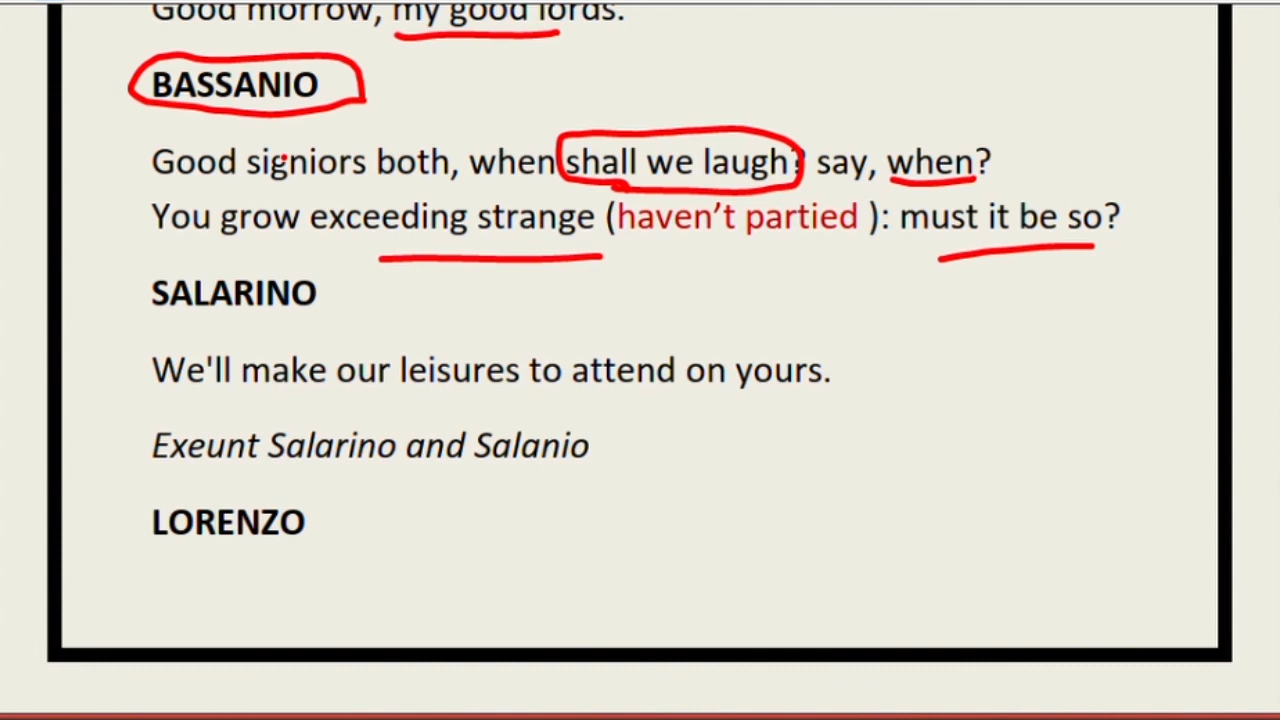 Good morrow, my good lords.
BASSANIO
Good signiors both, when shall we laugh? say, when?
You grow exceeding strange (haven’t partied ): must it be so?
SALARINO
We'll make our leisures to attend on yours.
Exeunt Salarino and Salanio
LORENZO